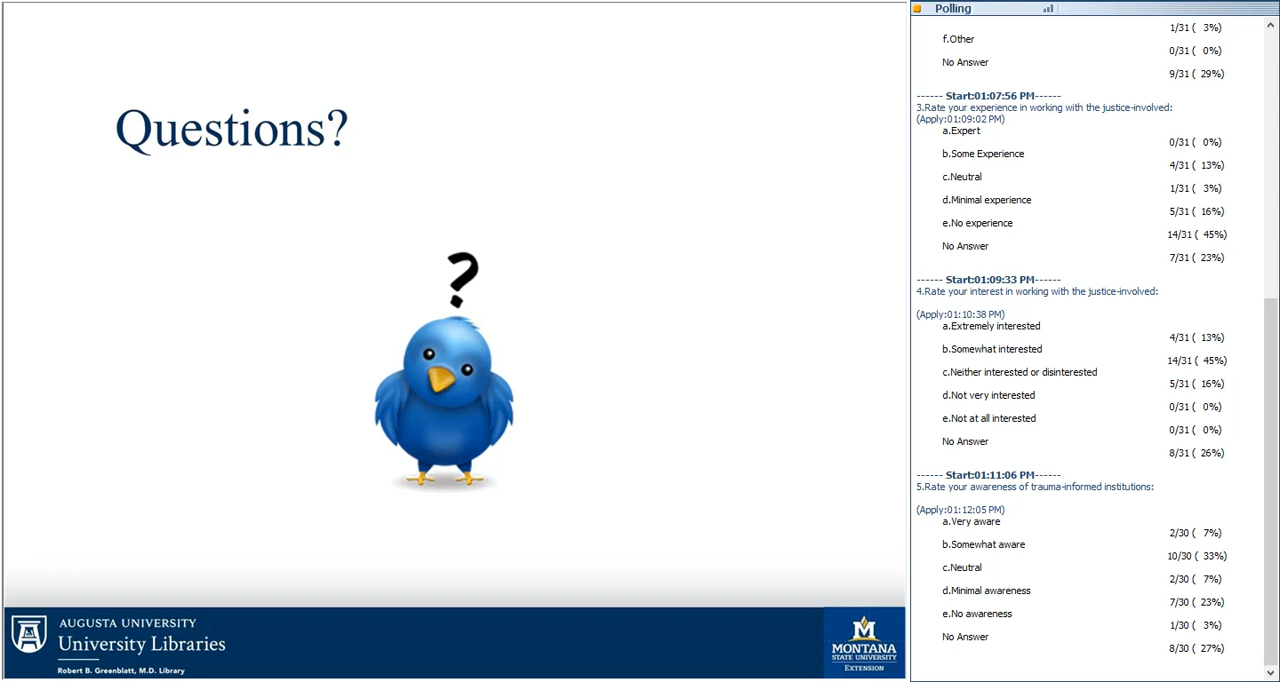 Questions?
?
AUGUSTA UNIVERSITY
University Libraries
Robert B. Greenblatt, M.D. Library
M
MONTANA
STATE UNIVERSITY
EXTENSION
Polling
1/31 ( 3%)
f.Other
0/31 ( 0%)
No Answer
9/31 ( 29%)
------ Start:01:07:56 PM------
3.Rate your experience in working with the justice-involved:
(Apply:01:09:02 PM)
a.Expert
0/31 ( 0%)
b.Some Experience
4/31 ( 13%)
c.Neutral
1/31 ( 3%)
d.Minimal experience
5/31 ( 16%)
e.No experience
14/31 ( 45%)
No Answer
7/31 ( 23%)
------ Start:01:09:33 PM------
4.Rate your interest in working with the justice-involved:
(Apply:01:10:38 PM)
a.Extremely interested
4/31 ( 13%)
b.Somewhat interested
14/31 ( 45%)
c.Neither interested or disinterested
5/31 ( 16%)
d.Not very interested
0/31 ( 0%)
e.Not at all interested
0/31 ( 0%)
No Answer
8/31 ( 26%)
------ Start:01:11:06 PM------
5.Rate your awareness of trauma-informed institutions:
(Apply:01:12:05 PM)
a.Very aware
2/30 ( 7%)
b.Somewhat aware
10/30 ( 33%)
c.Neutral
2/30 ( 7%)
d.Minimal awareness
7/30 ( 23%)
e.No awareness
1/30 ( 3%)
No Answer
8/30 ( 27%)